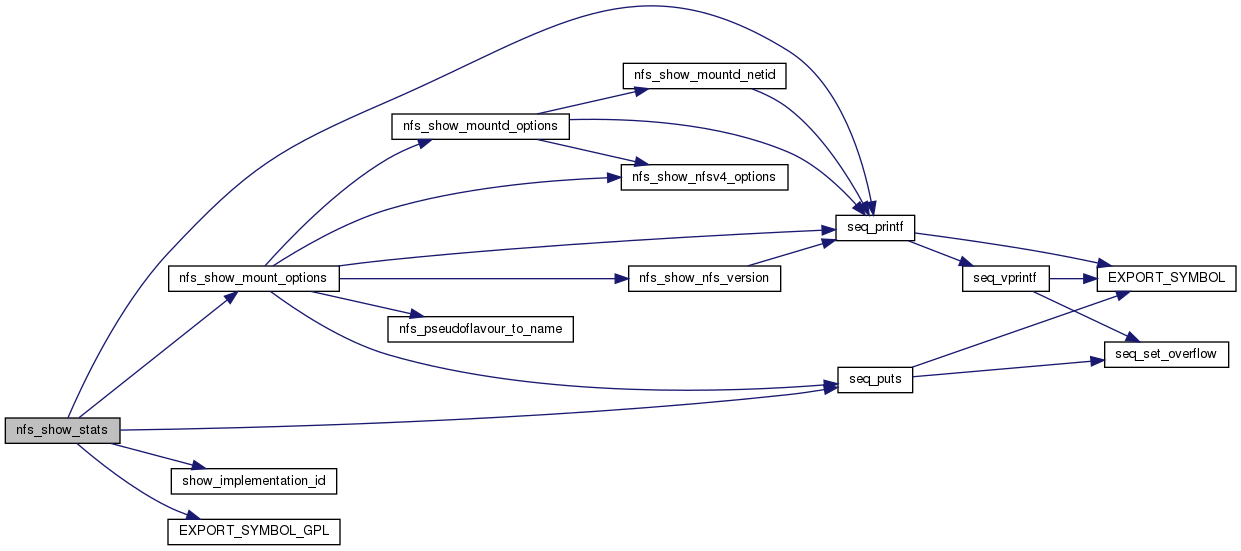 nfs_show_mountd_netid
nfs_show_mountd_options
nfs_show_nfsv4_options
seq_printf
nfs_show_mount_options
nfs_show_nfs_version
seq_vprintf
EXPORT_SYMBOL
nfs_pseudoflavour_to_name
seq_set_overflow
seq_puts
nfs_show_stats
show_implementation_id
EXPORT_SYMBOL_GPL